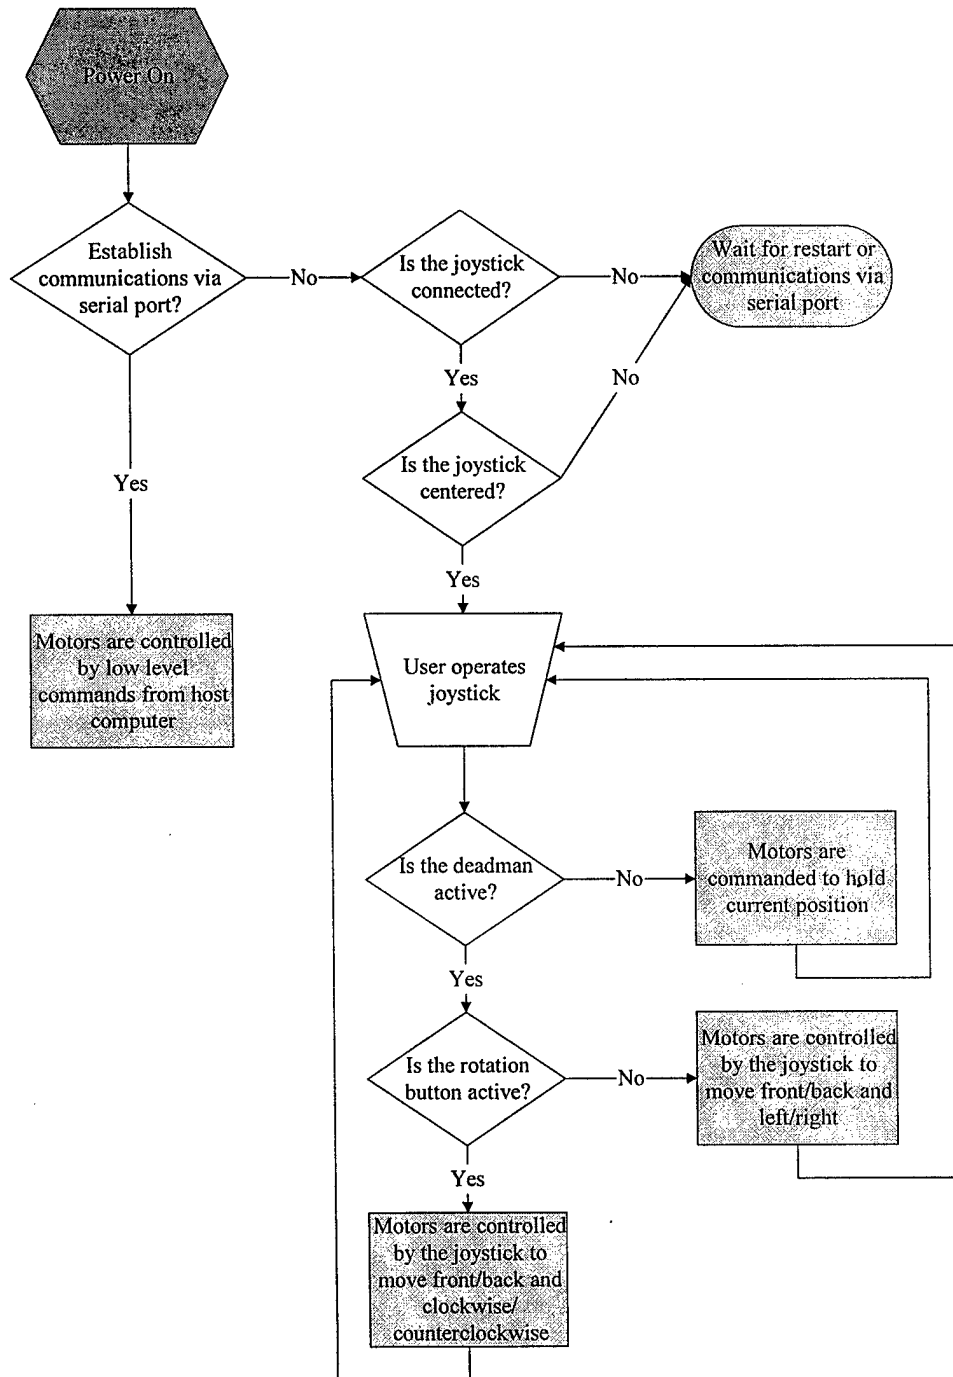 Power On
Establish
communications via
serial port?
No
Is the joystick
connected?
No
Wait for restart or
communications via
serial port
Yes
No
Is the joystick
centered?
Yes
Yes
Motors are controlled
by low level
commands from host
computer
User operates
joystick
Is the deadman
active?
No
Motors are
commanded to hold
current position
Yes
Is the rotation
button active?
No
Motors are controlled
by the joystick to
move front/back and
left/right
Yes
Motors are controlled
by the joystick to
move front/back and
clockwise/
counterclockwise